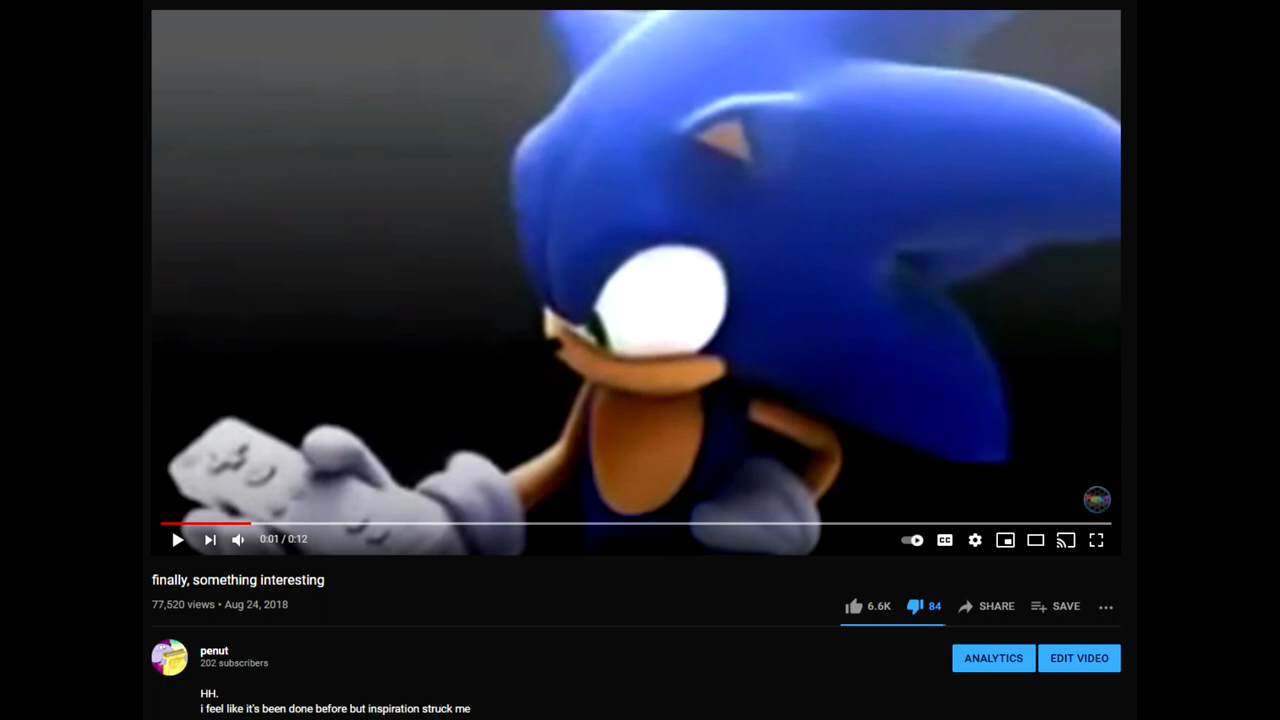 0:01 / 0:12
CC
finally, something interesting
77,520 views • Aug 24, 2018
6.6K 84 SHARE SAVE
penut
202 subscribers
ANALYTICS EDIT VIDEO
HH.
i feel like it's been done before but inspiration struck me